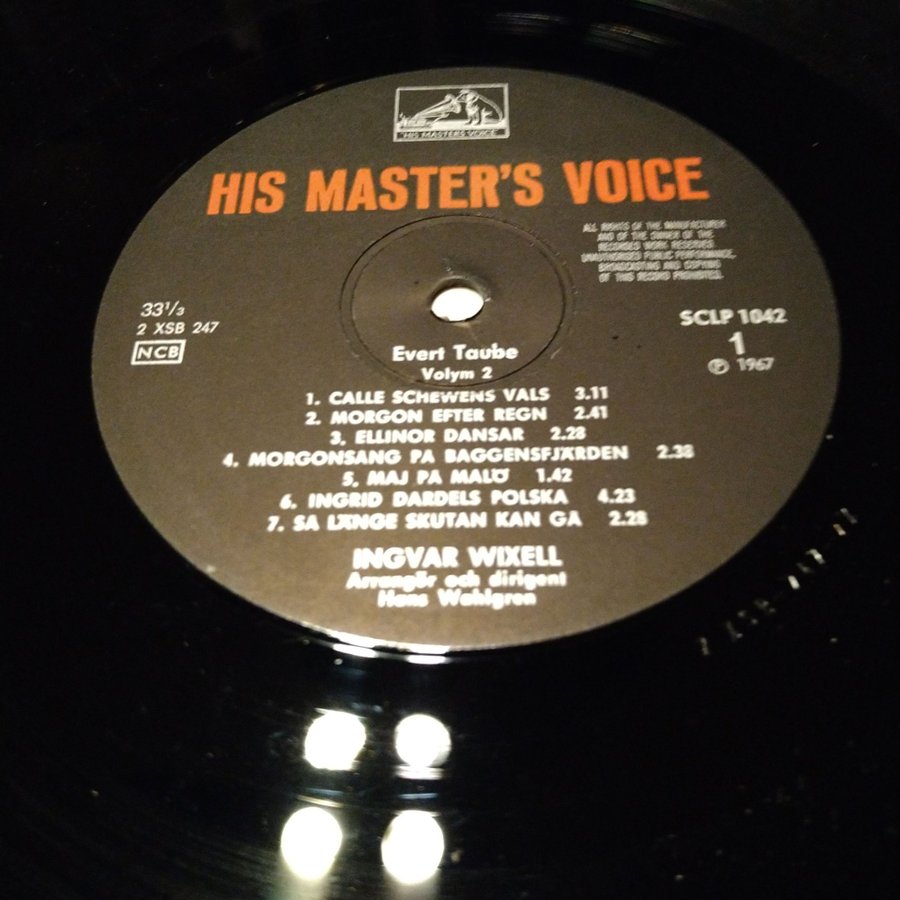 "HIS MASTERS VOICE"
HIS MASTER'S VOICE
ALL RIGHTS OF THE MANUFACTURER
AND OF THE OWNER OF THE
RECORDED WORK RESERVED.
UNAUTHORISED PUBLIC PERFORMANCE,
BROADCASTING AND COPYING
OF THIS RECORD PROHIBITED.
33 1/3
2 XSB 247
NCB
SCLP 1042
1
℗ 1967
Evert Taube
Volym 2
1. CALLE SCHEWENS VALS 3.11
2. MORGON EFTER REGN 2.41
3. ELLINOR DANSAR 2.28
4. MORGONSANG PA BAGGENSFJÄRDEN 2.38
5. MAJ PA MALÖ 1.42
6. INGRID DARDELS POLSKA 4.23
7. SA LÄNGE SKUTAN KAN GA 2.28
INGVAR WIXELL
Arrangör och dirigent
Hans Wahlgren